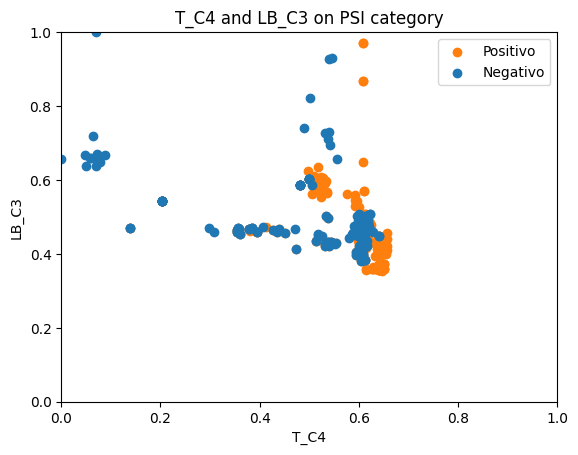 T_C4 and LB_C3 on PSI category
Positivo
Negativo
LB_C3
1.0
0.8
0.6
0.4
0.2
0.0
0.0 0.2 0.4 0.6 0.8 1.0
T_C4